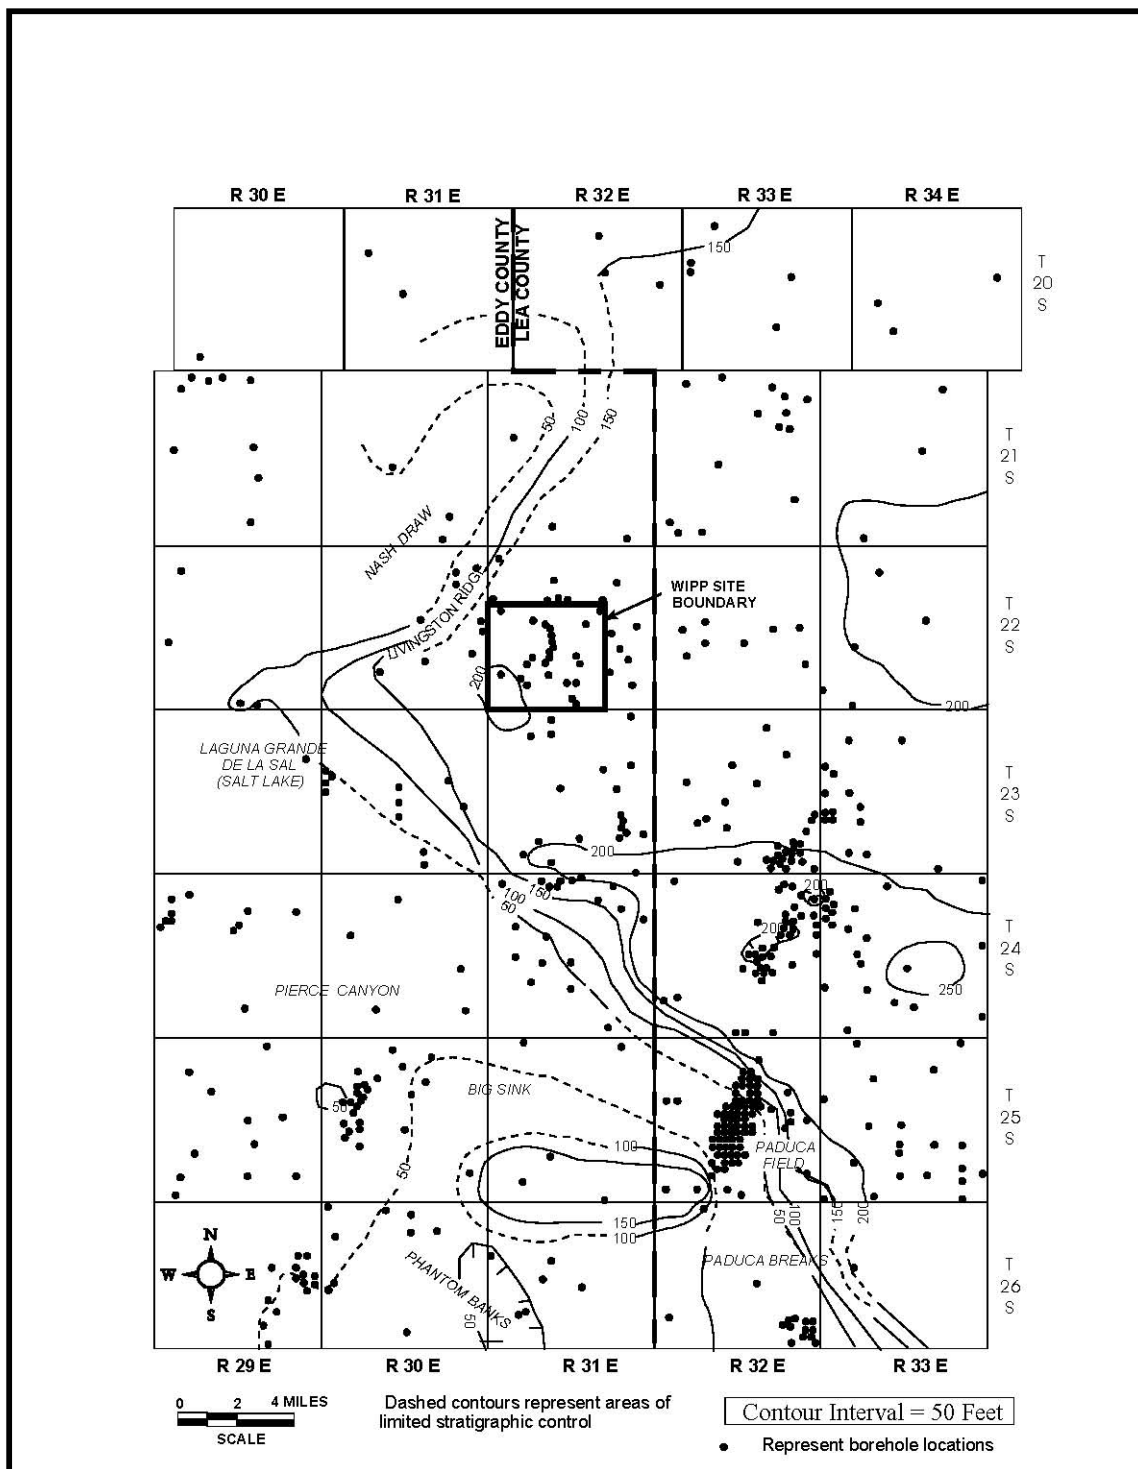 R 30 E R 31 E R 32 E R 33 E R 34 E
EDDY COUNTY
LEA COUNTY
150
T
20
S
50
100
150
T
21
S
NASH DRAW
LIVINGSTON RIDGE
WIPP SITE
BOUNDARY
T
22
S
200
200
LAGUNA GRANDE
DE LA SAL
(SALT LAKE)
T
23
S
200
150
100
50
200
200
T
24
S
250
PIERCE CANYON
BIG SINK
50
T
25
S
100
PADUCA
FIELD
50
150
100
50
100
150
200
PHANTOM BANKS
PADUCA BREAKS
50
T
26
S
N
W E
S
R 29 E R 30 E R 31 E R 32 E R 33 E
0 2 4 MILES
SCALE
Dashed contours represent areas of
limited stratigraphic control
Contour Interval = 50 Feet
Represent borehole locations